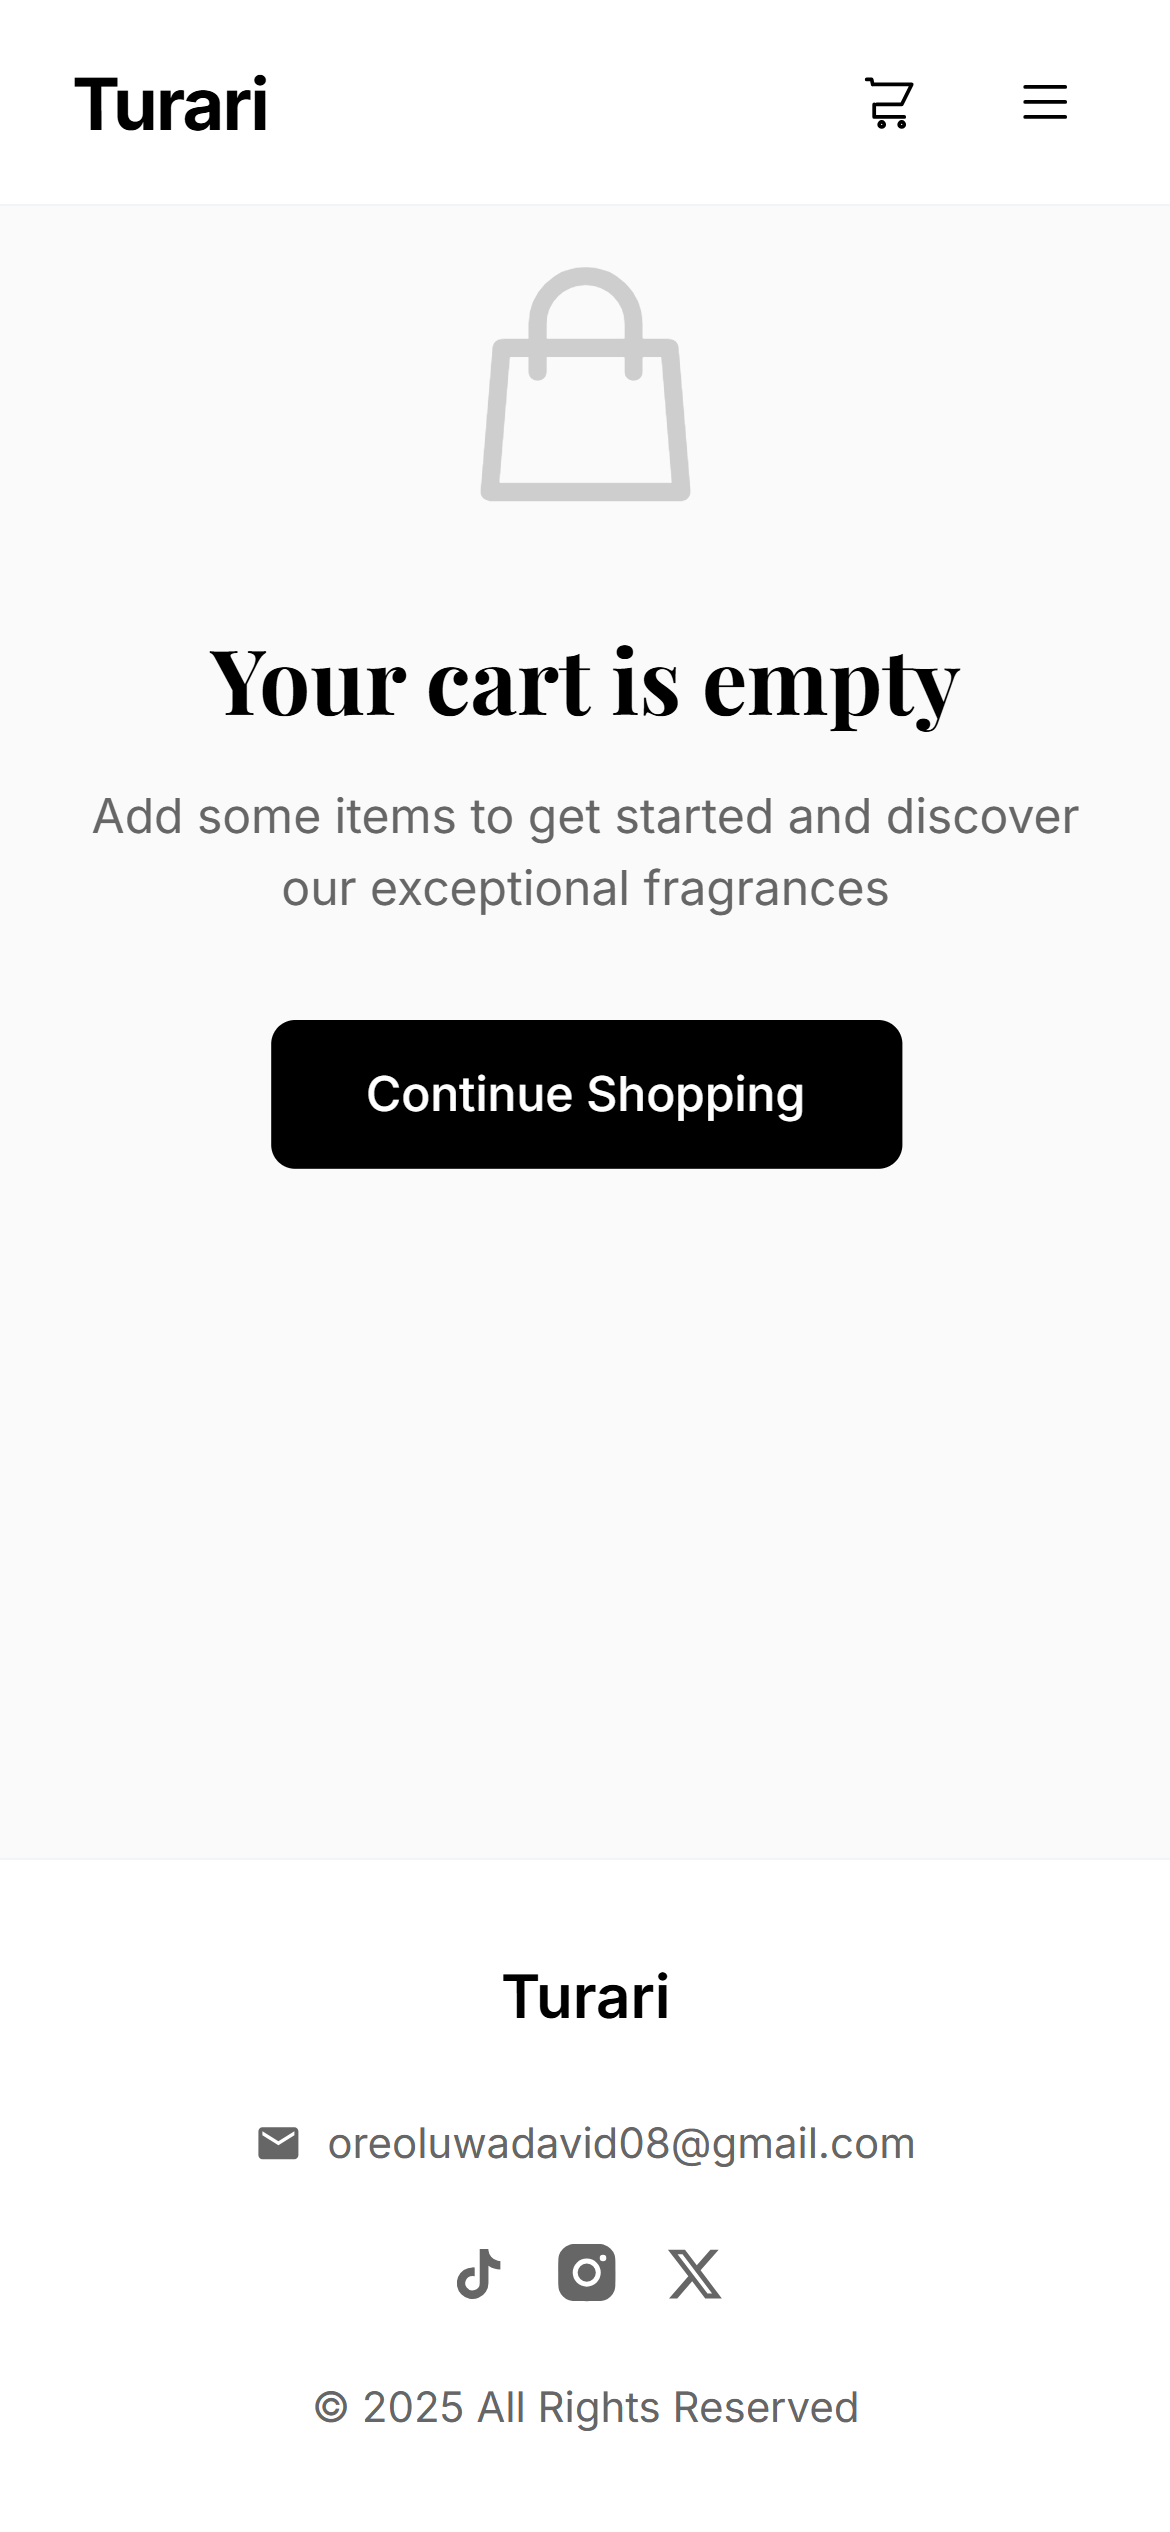 Turari
Your cart is empty
Add some items to get started and discover
our exceptional fragrances
Continue Shopping
Turari
oreoluwadavid08@gmail.com
© 2025 All Rights Reserved